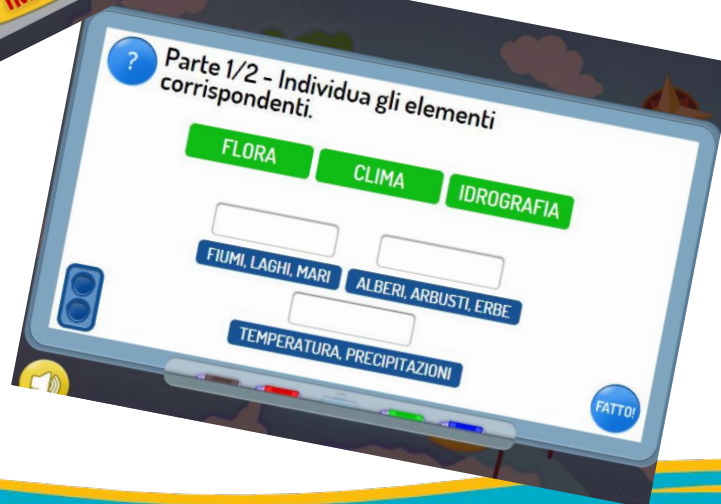 ?
Parte 1/2 - Individua gli elementi
corrispondenti.
FLORA
CLIMA
IDROGRAFIA
FIUMI, LAGHI, MARI
ALBERI, ARBUSTI, ERBE
TEMPERATURA, PRECIPITAZIONI
FATTO!